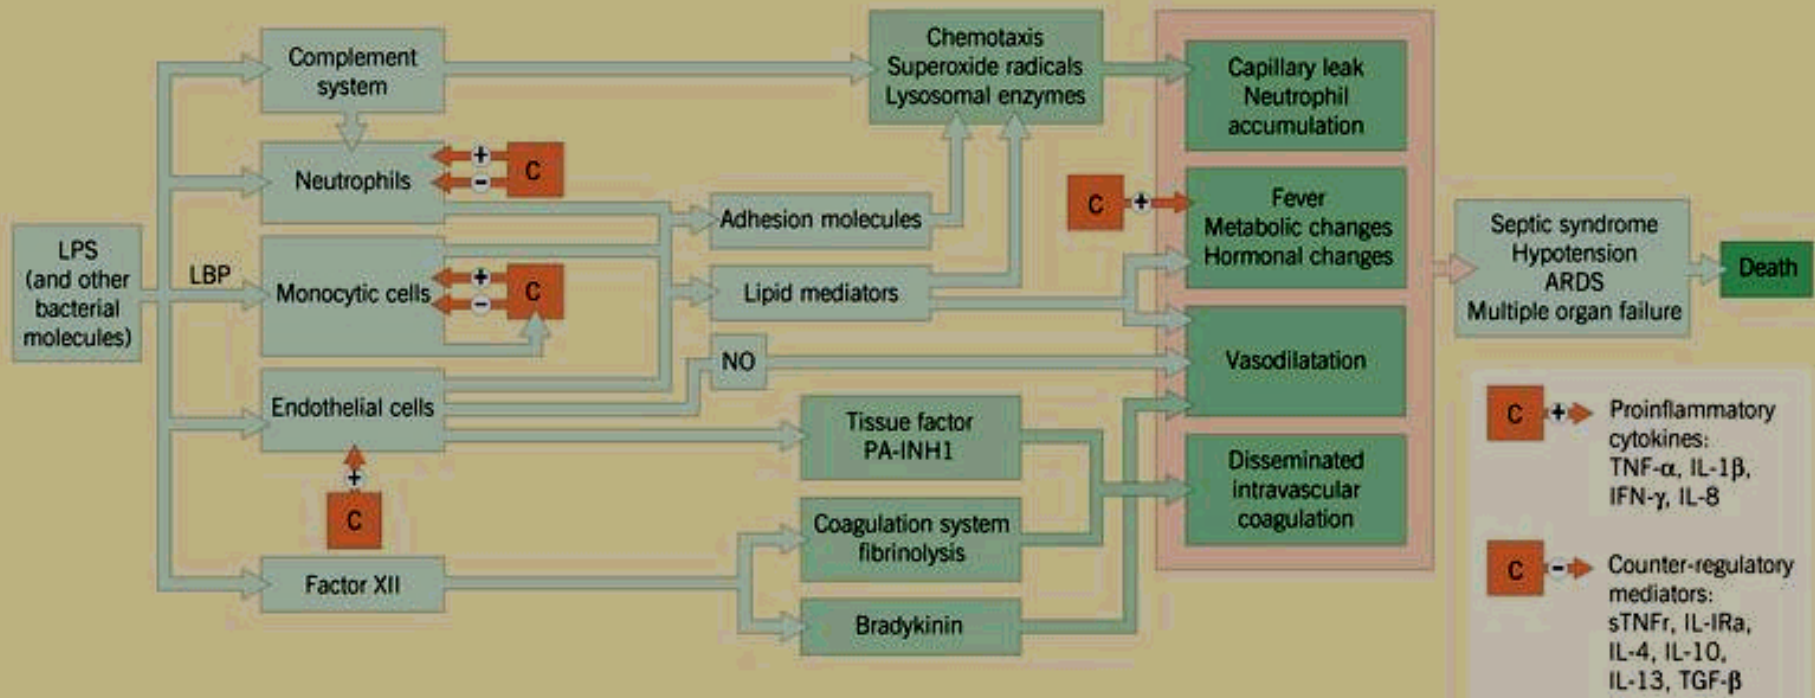 LPS
(and other
bacterial
molecules)
LBP
Complement
system
Neutrophils
+
-
C
Monocytic cells
+
-
C
Endothelial cells
+
C
Factor XII
Chemotaxis
Superoxide radicals
Lysosomal enzymes
Adhesion molecules
Lipid mediators
NO
Tissue factor
PA-INH1
Coagulation system
fibrinolysis
Bradykinin
Capillary leak
Neutrophil
accumulation
C
+
Fever
Metabolic changes
Hormonal changes
Vasodilatation
Disseminated
intravascular
coagulation
Septic syndrome
Hypotension
ARDS
Multiple organ failure
Death
C + Proinflammatory
cytokines:
TNF-α, IL-1β,
IFN-γ, IL-8
C - Counter-regulatory
mediators:
sTNFr, IL-IRa,
IL-4, IL-10,
IL-13, TGF-β